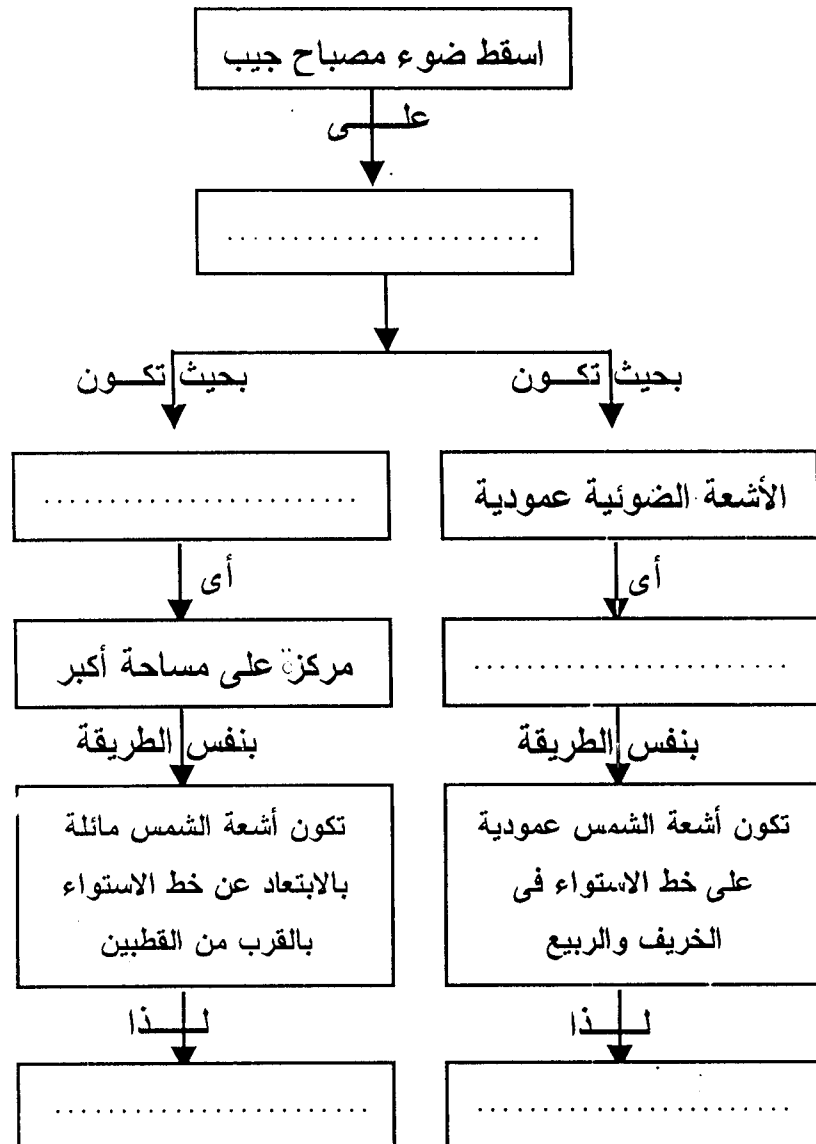 اسقط ضوء مصباح جيب
على
........................
بحيث تكون
بحيث تكون
الأشعة الضوئية عمودية
........................
أى
أى
........................
مركزة على مساحة أكبر
بنفس الطريقة
بنفس الطريقة
تكون أشعة الشمس عمودية
على خط الاستواء فى
الخريف والربيع
تكون أشعة الشمس مائلة
بالابتعاد عن خط الاستواء
بالقرب من القطبين
لذا
لذا
........................
........................